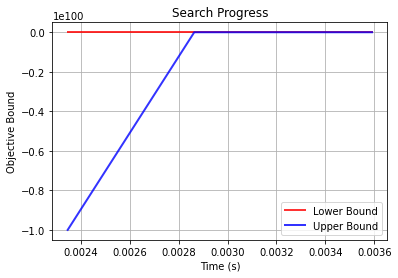 Search Progress
1e100
0.0
−0.2
−0.4
−0.6
−0.8
−1.0
Objective Bound
0.0024 0.0026 0.0028 0.0030 0.0032 0.0034 0.0036
Time (s)
Lower Bound
Upper Bound